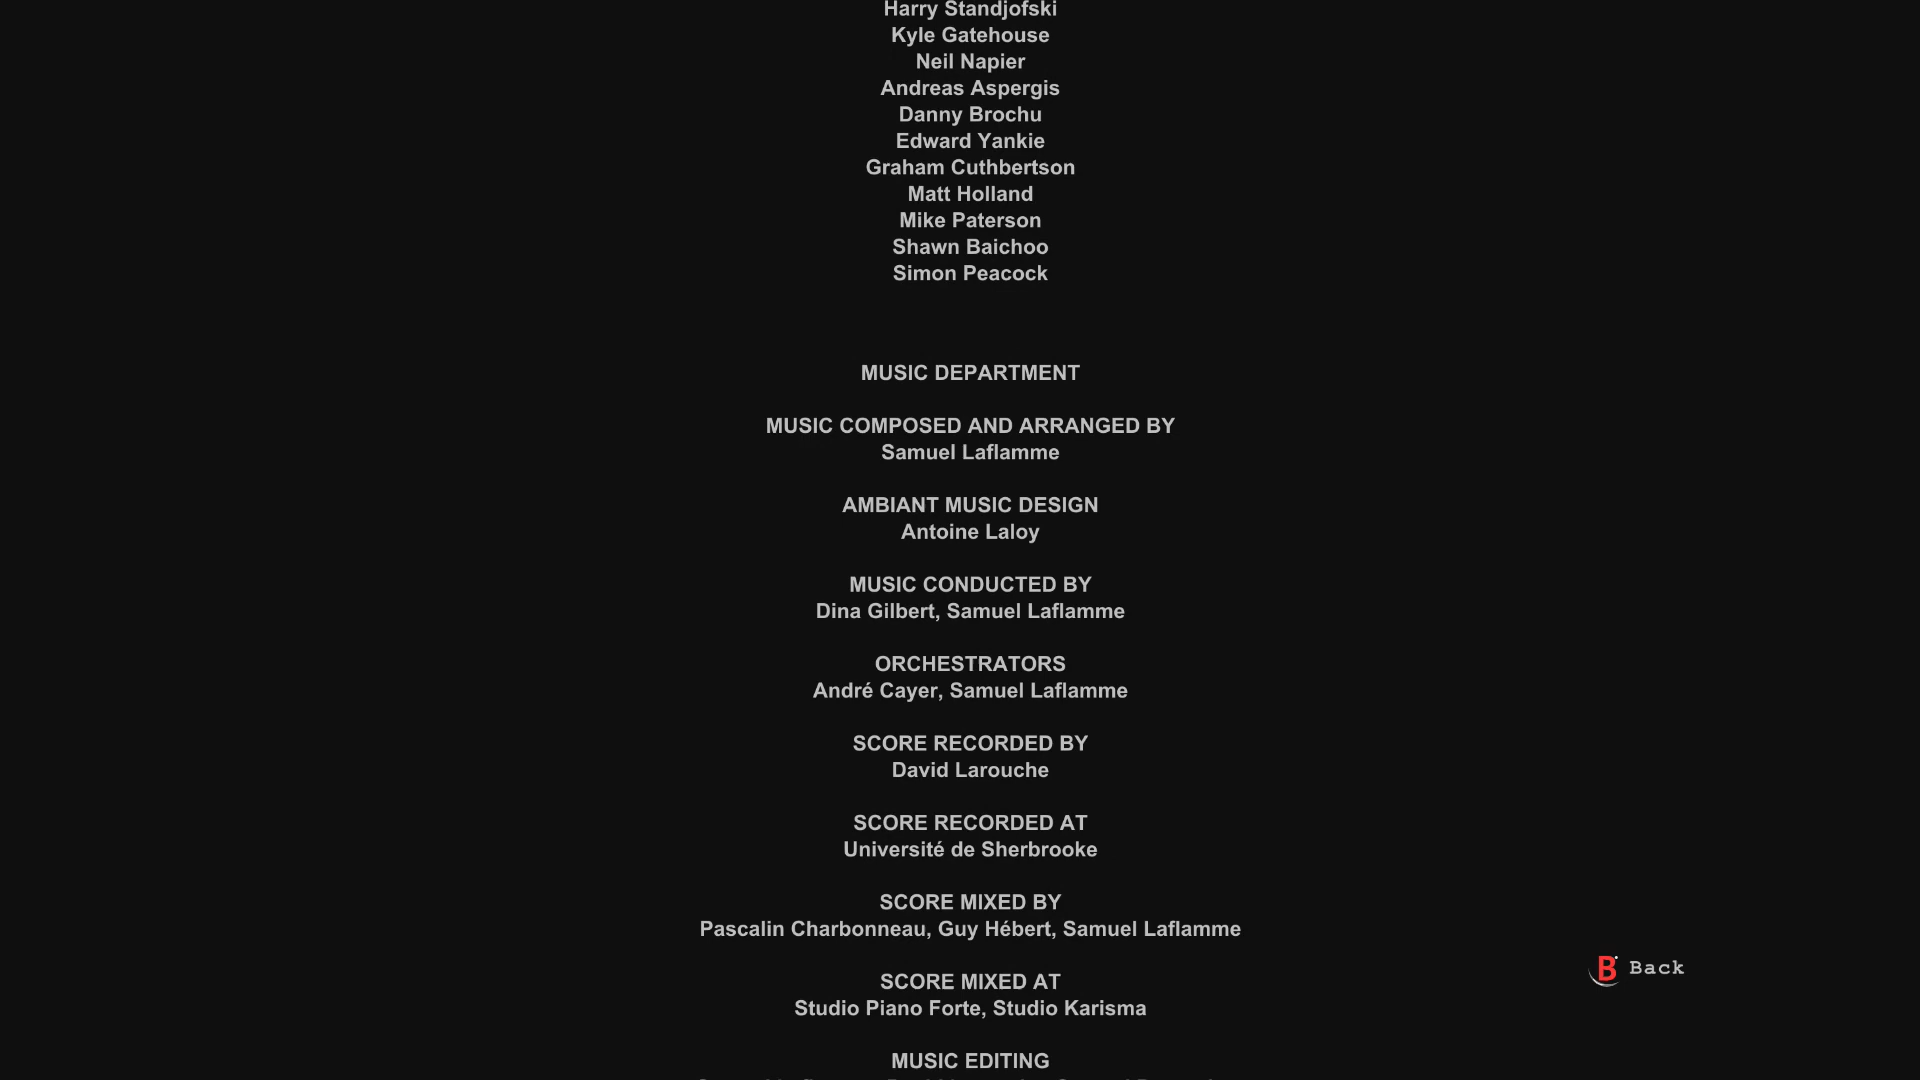 Harry Standjofski
Kyle Gatehouse
Neil Napier
Andreas Aspergis
Danny Brochu
Edward Yankie
Graham Cuthbertson
Matt Holland
Mike Paterson
Shawn Baichoo
Simon Peacock
MUSIC DEPARTMENT
MUSIC COMPOSED AND ARRANGED BY
Samuel Laflamme
AMBIANT MUSIC DESIGN
Antoine Laloy
MUSIC CONDUCTED BY
Dina Gilbert, Samuel Laflamme
ORCHESTRATORS
André Cayer, Samuel Laflamme
SCORE RECORDED BY
David Larouche
SCORE RECORDED AT
Université de Sherbrooke
SCORE MIXED BY
Pascalin Charbonneau, Guy Hébert, Samuel Laflamme
B Back
SCORE MIXED AT
Studio Piano Forte, Studio Karisma
MUSIC EDITING